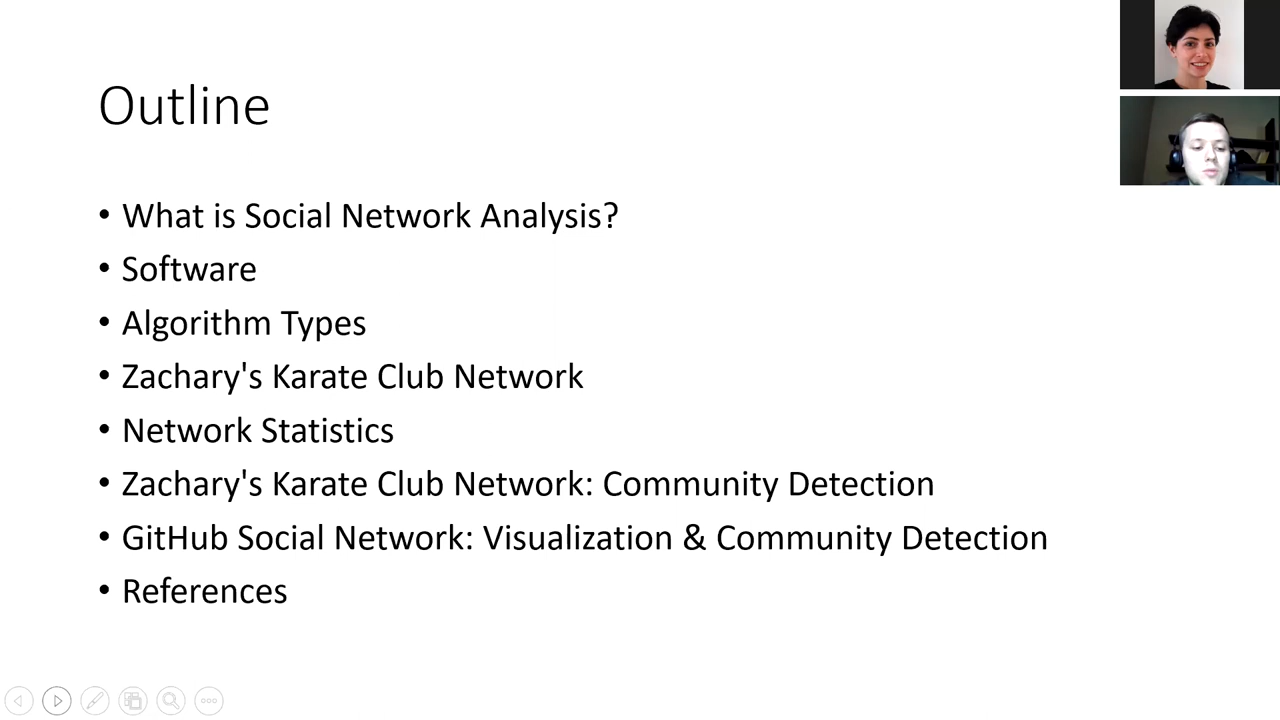 Outline
• What is Social Network Analysis?
• Software
• Algorithm Types
• Zachary's Karate Club Network
• Network Statistics
• Zachary's Karate Club Network: Community Detection
• GitHub Social Network: Visualization & Community Detection
• References